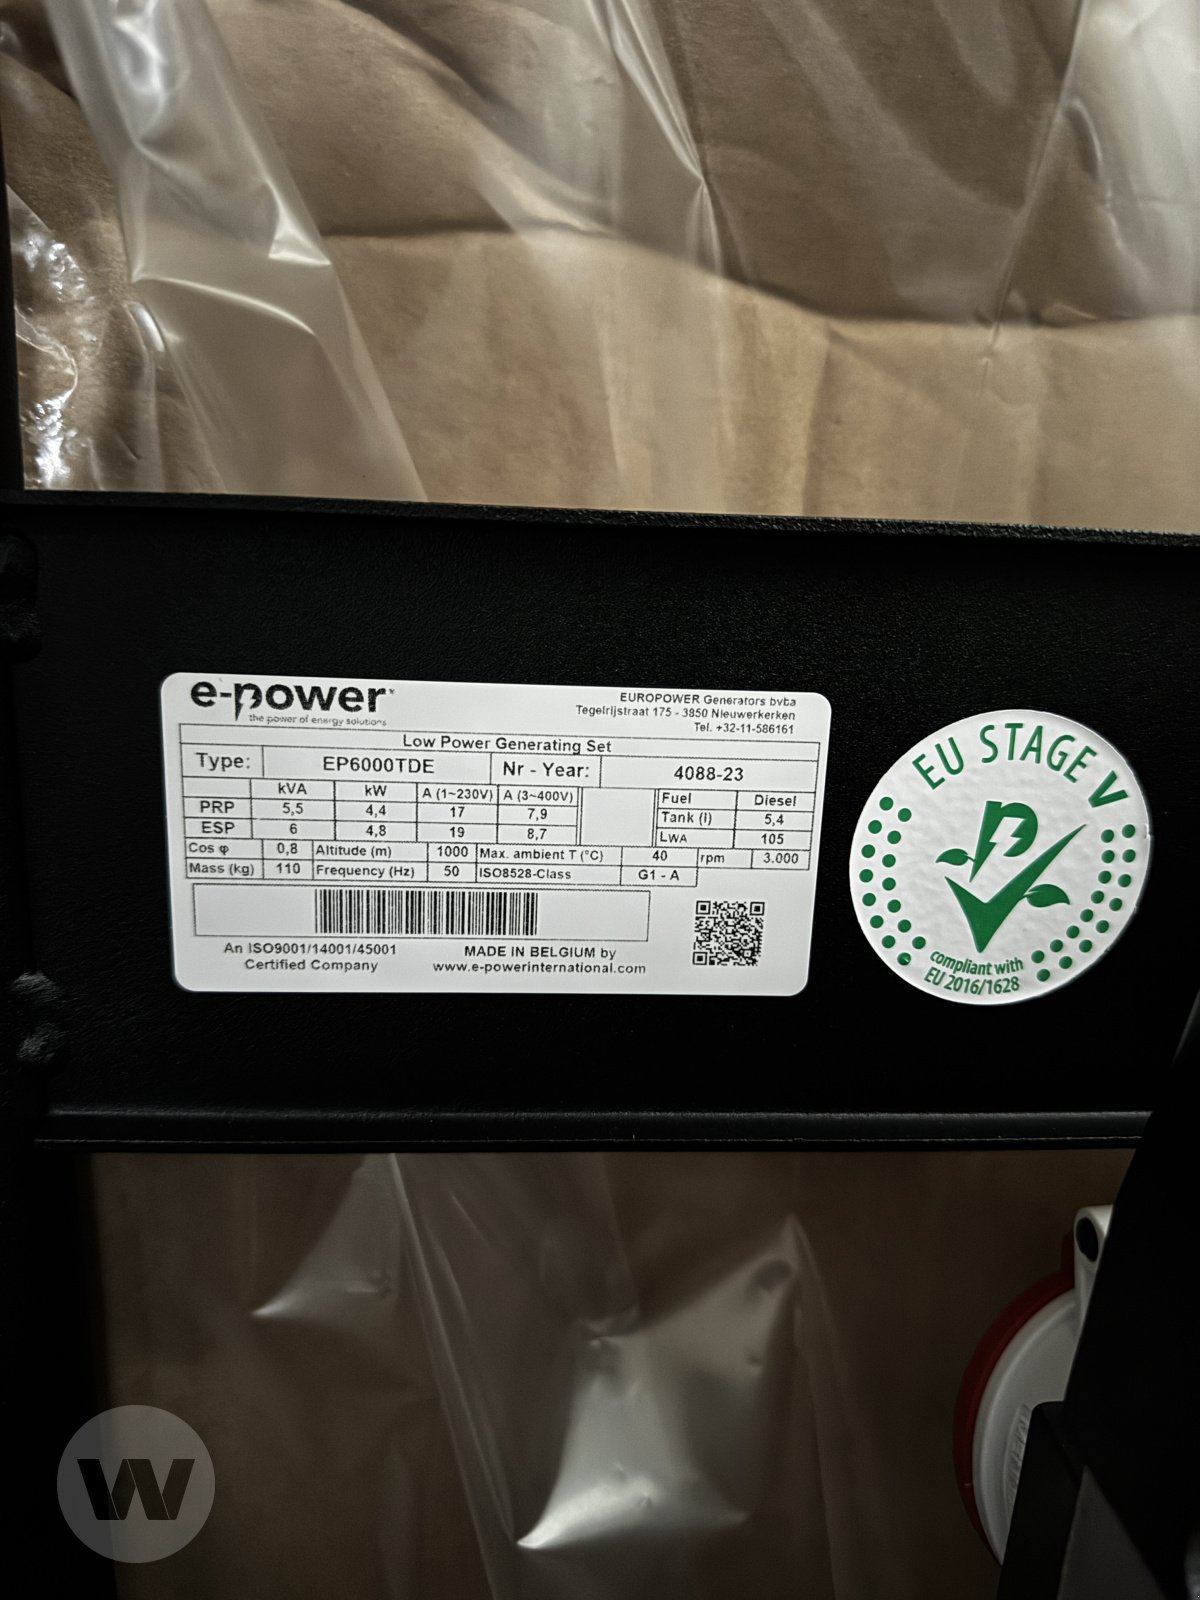 e-power
the power of energy solutions
EUROPOWER Generators bvba
Tegelrijstraat 175 - 3850 Nieuwerkerken
Tel. +32-11-586161
Low Power Generating Set
Type: EP6000TDE Nr - Year: 4088-23
kVA kW A (1~230V) A (3~400V) Fuel Diesel
PRP 5,5 4,4 17 7,9 Tank (l) 5,4
ESP 6 4,8 19 8,7 LWA 105
Cos φ 0,8 Altitude (m) 1000 Max. ambient T (°C) 40 rpm 3.000
Mass (kg) 110 Frequency (Hz) 50 ISO8528-Class G1 - A
An ISO9001/14001/45001
Certified Company
MADE IN BELGIUM by
www.e-powerinternational.com
EU STAGE V
compliant with
EU 2016/1628
W